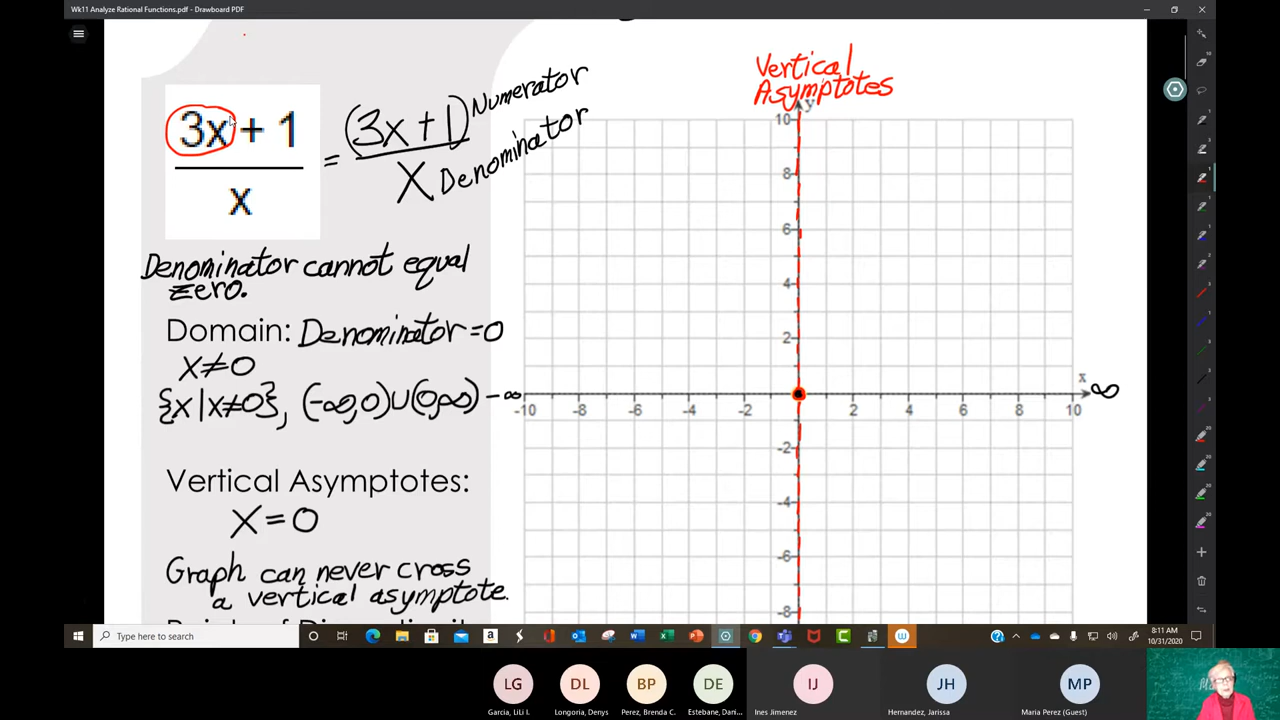 Wk11 Analyze Rational Functions.pdf - Drawboard PDF
3x + 1
x
= (3x + 1) Numerator
X Denominator
Denominator cannot equal
zero.
Domain: Denominator = 0
x ≠ 0
{x | x ≠ 0}, (-∞, 0) ∪ (0, ∞)
Vertical Asymptotes:
X = 0
Graph can never cross
a vertical asymptote.
Vertical
Asymptotes
y
10
8
6
4
2
x
-∞ -10 -8 -6 -4 -2 2 4 6 8 10 ∞
-2
-4
-6
-8
Type here to search
8:11 AM
10/31/2020
LG DL BP DE IJ JH MP
Garcia, LiLi I. Longoria, Denys Perez, Brenda C. Estebane, Dani... Ines Jimenez Hernandez, Jarissa Maria Perez (Guest)